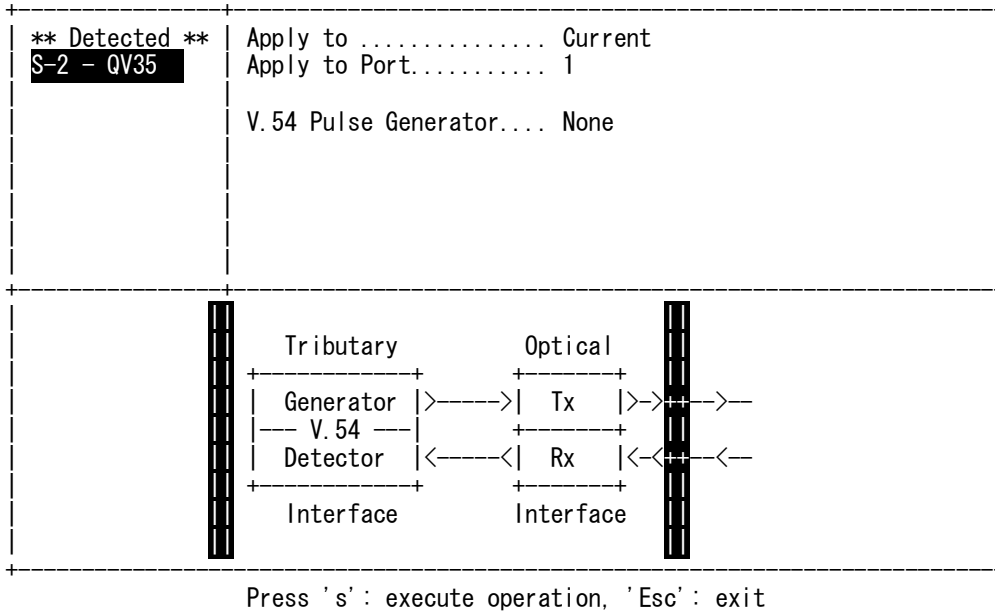 ** Detected **
S-2 - QV35
Apply to ............... Current
Apply to Port........... 1
V.54 Pulse Generator.... None
Tributary Optical
Generator |>----->| Tx |>->++-->--
|--- V.54 ---|
Detector |<-----<| Rx |<-<++--<--
Interface Interface
Press 's': execute operation, 'Esc': exit